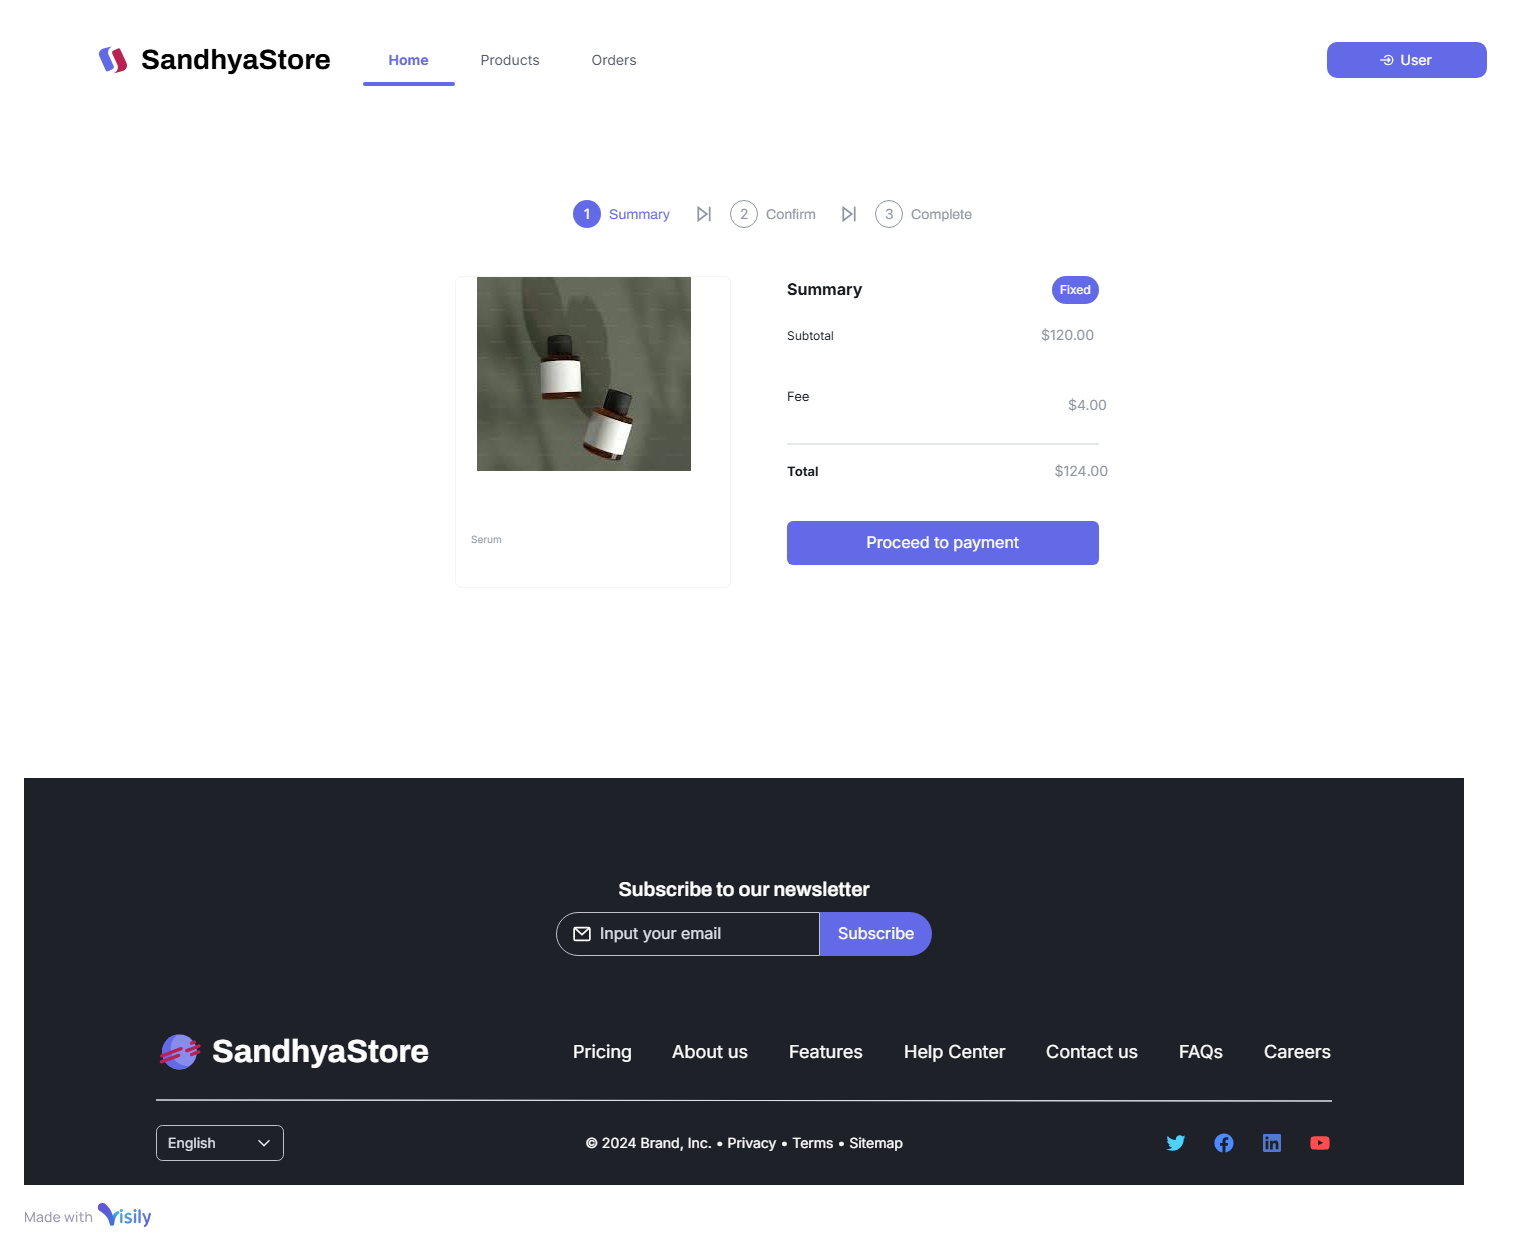 SandhyaStore Home Products Orders User
1 Summary 2 Confirm 3 Complete
Summary Fixed
Subtotal $120.00
Fee $4.00
Total $124.00
Serum
Proceed to payment
Subscribe to our newsletter
Input your email Subscribe
SandhyaStore Pricing About us Features Help Center Contact us FAQs Careers
English © 2024 Brand, Inc. • Privacy • Terms • Sitemap
Made with Visily